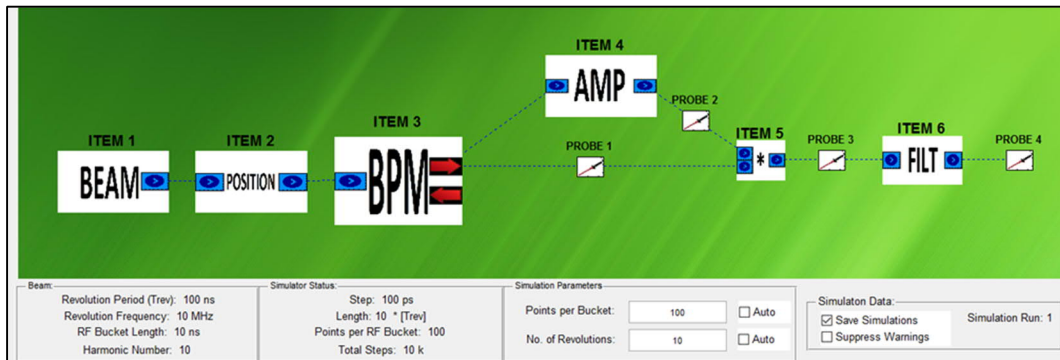 ITEM 1
BEAM
ITEM 2
POSITION
ITEM 3
BPM
ITEM 4
AMP
PROBE 1
PROBE 2
ITEM 5
*
PROBE 3
ITEM 6
FILT
PROBE 4
Beam:
Revolution Period (Trev): 100 ns
Revolution Frequency: 10 MHz
RF Bucket Length: 10 ns
Harmonic Number: 10
Simulator Status:
Step: 100 ps
Length: 10 * [Trev]
Points per RF Bucket: 100
Total Steps: 10 k
Simulation Parameters
Points per Bucket: 100 Auto
No. of Revolutions: 10 Auto
Simulaton Data:
Save Simulations
Suppress Warnings
Simulation Run: 1